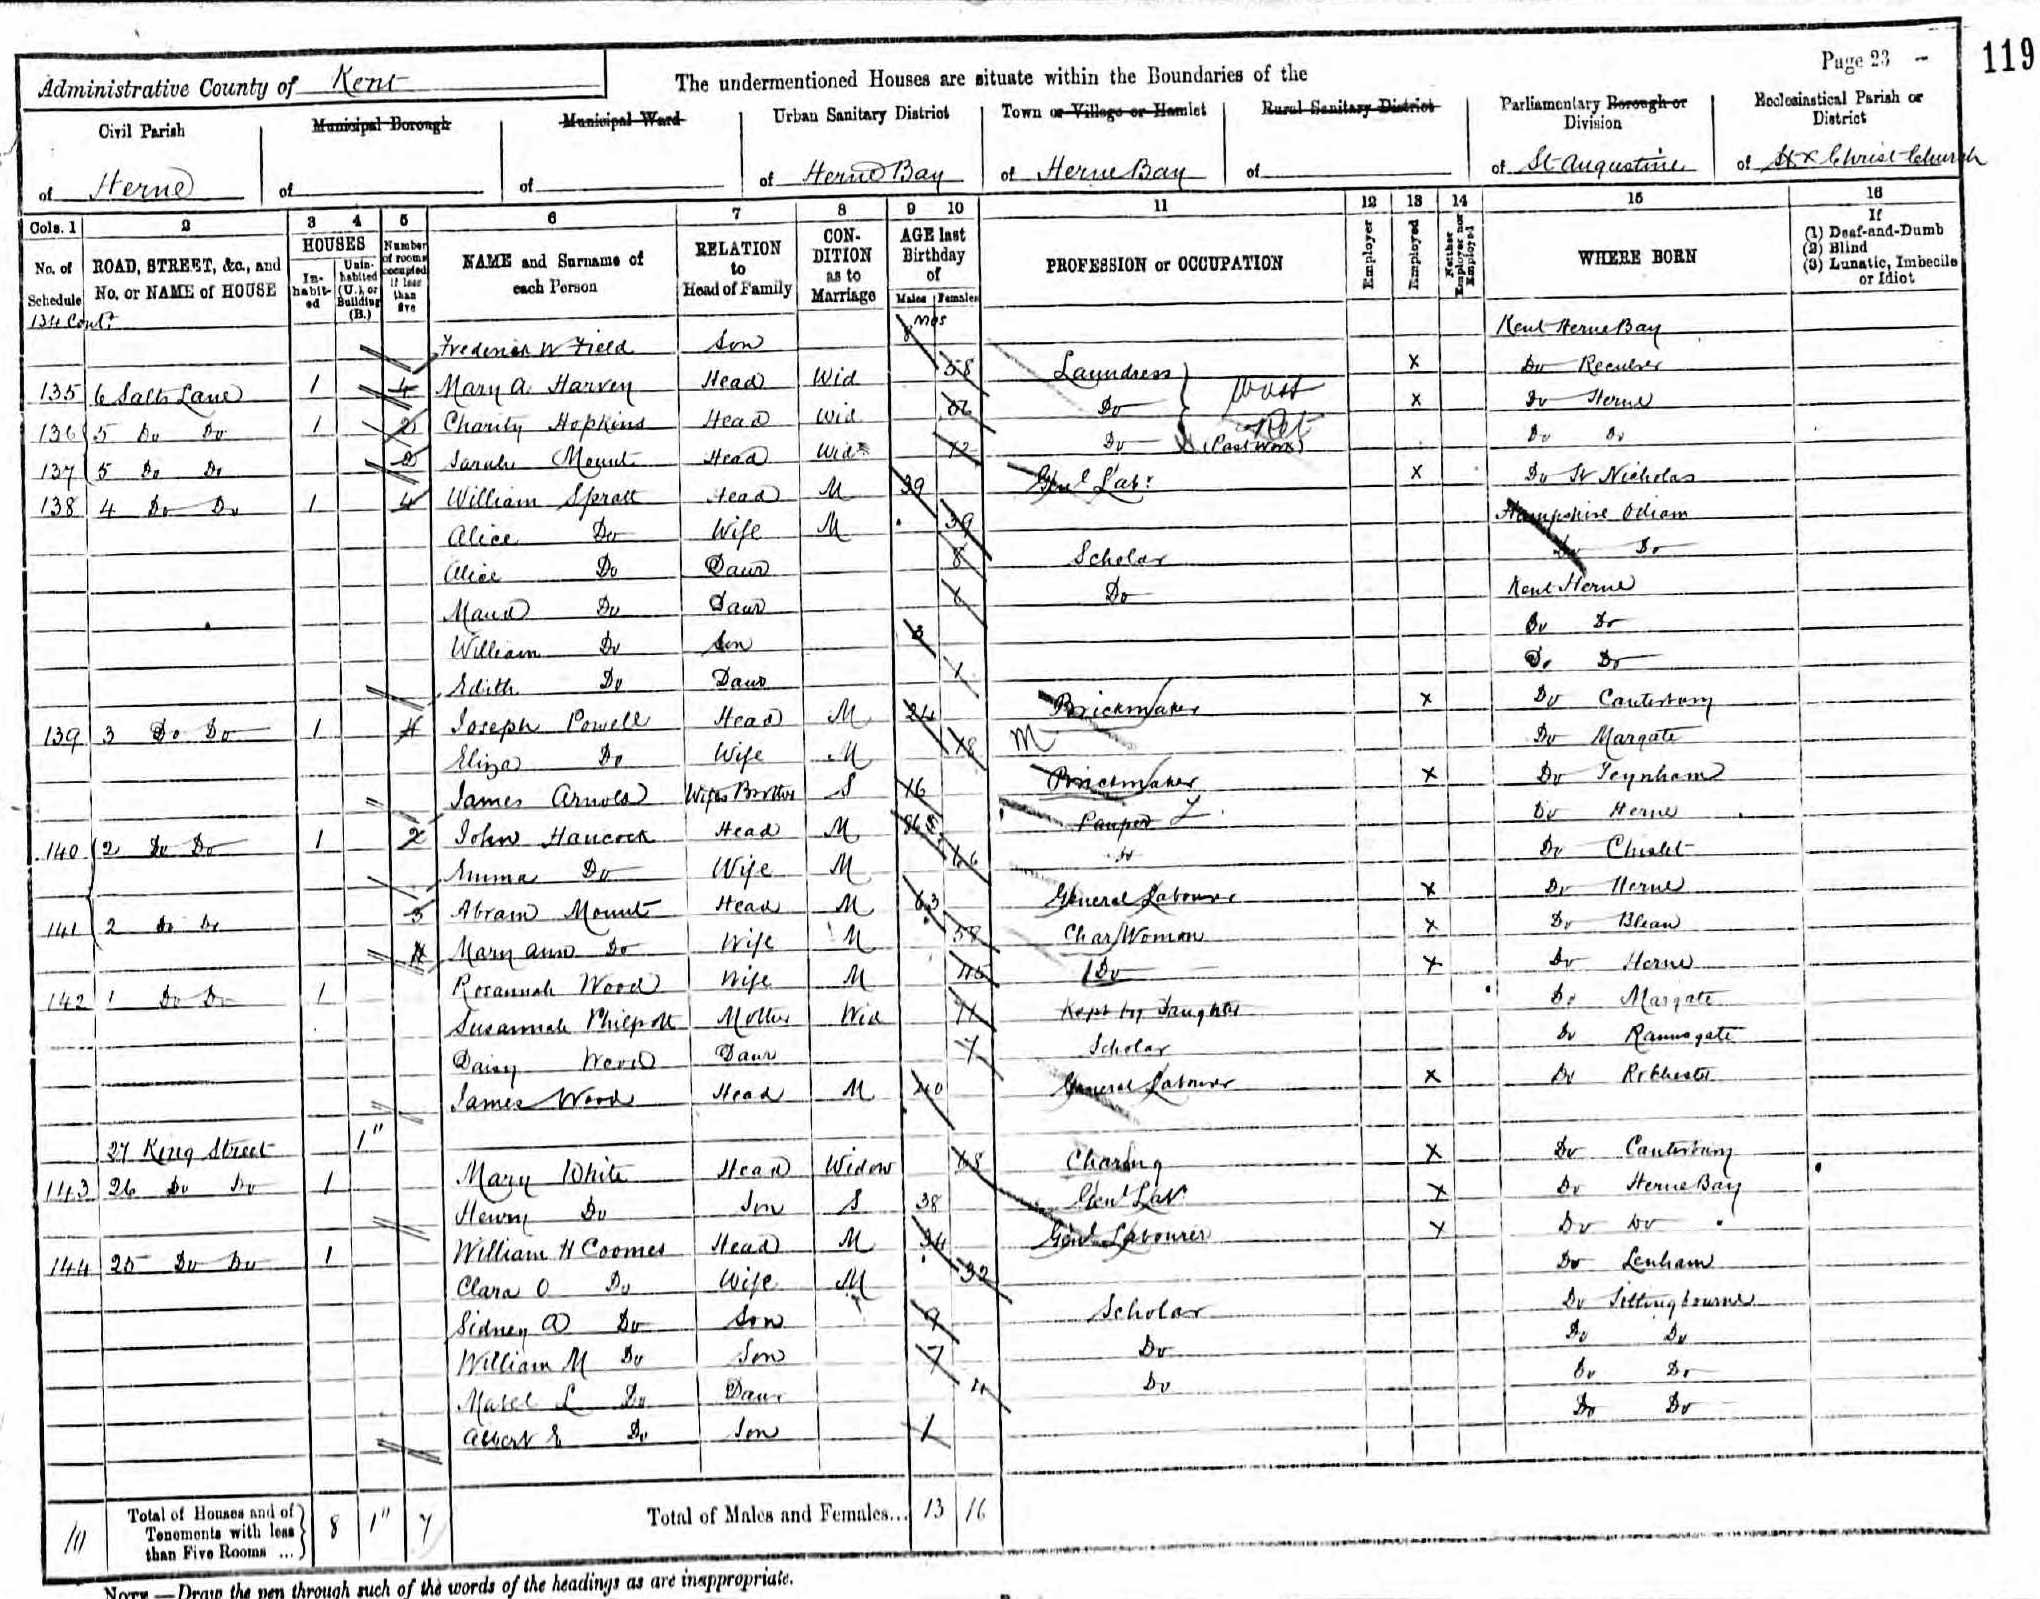 Page 23
119
Administrative County of Kent
The undermentioned Houses are situate within the Boundaries of the
Civil Parish
of Herne
Municipal Borough
of
Municipal Ward
of
Urban Sanitary District
of Herne Bay
Town or Village or Hamlet
of Herne Bay
Rural Sanitary District
of
Parliamentary Borough or Division
of St Augustine
Ecclesiastical Parish or District
of Christ Church
Cols. 1 2 3 4 5 6 7 8 9 10 11 12 13 14 15 16
No. of Schedule
ROAD, STREET, &c., and No. or NAME of HOUSE
HOUSES
Inhabited
Uninhabited (U.), or Building (B.)
Number of rooms occupied if less than five
NAME and Surname of each Person
RELATION to Head of Family
CONDITION as to Marriage
AGE last Birthday of
Males Females
PROFESSION or OCCUPATION
Employer
Employed
Neither Employer nor Employed
WHERE BORN
If
(1) Deaf-and-Dumb
(2) Blind
(3) Lunatic, Imbecile or Idiot
134 Cont.
Frederick W Field Son mos Kent Herne Bay
135 6 Salts Lane 1 4 Mary A. Harvey Head Wid 58 Laundress X Do Reculver
136 5 Do Do 1 2 Charity Hopkins Head Wid Do X Do Herne
137 5 Do Do 2 Sarah Mount Head Wid 72 Do (Past Work) Ret Do Do
138 4 Do Do 1 4 William Spratt Head M 39 Genl Labr X Do St Nicholas
Alice Do Wife M 39 Hampshire Odiam
Alice Do Daur 8 Scholar Do Do
Maud Do Daur 6 Do Kent Herne
William Do Son 3 Do Do
Edith Do Daur 1 Do Do
139 3 Do Do 1 4 Joseph Powell Head M 24 Brickmaker X Do Canterbury
Eliza Do Wife M 18 M Do Margate
James Arnold Wifes Brother S 16 Brickmaker X Do Teynham
140 2 Do Do 1 2 John Hancock Head M Pauper Do Herne
Emma Do Wife M 66 Do Do Chislet
141 2 Do Do 3 Abram Mount Head M 63 General Labourer X Do Herne
Mary Ann Do Wife M 58 Char Woman X Do Blean
142 1 Do Do 1 4 Rosannah Wood Wife M 45 Do X Do Herne
Susannah Philpott Mother Wid 71 Kept by Daughter Do Margate
Daisy Wood Daur 7 Scholar Do Ramsgate
James Wood Head M 40 General Labourer X Do Rochester
27 King Street 1
143 26 Do Do 1 Mary White Head Widow 68 Charing X Do Canterbury
Henry Do Son S 38 Genl Labr X Do Herne Bay
144 25 Do Do 1 William H Coomes Head M 34 Genl Labourer X Do Do
Clara O Do Wife M 32 Do Lenham
Sidney A Do Son 9 Scholar Do Sittingbourne
William M Do Son 7 Do Do Do
Mabel L Do Daur 4 Do Do Do
Albert E Do Son 1 Do Do
10 Total of Houses and of Tenements with less than Five Rooms ... 8 1 7
Total of Males and Females... 13 16
NOTE.—Draw the pen through such of the words of the headings as are inappropriate.